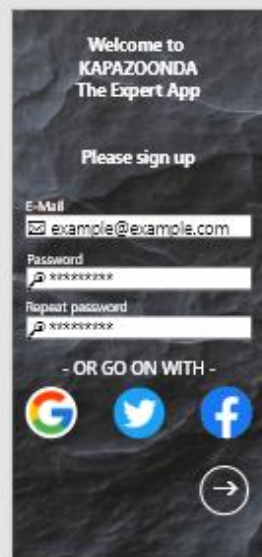 Welcome to
KAPAZOONDA
The Expert App
Please sign up
E-Mail
example@example.com
Password
*********
Repeat password
*********
- OR GO ON WITH -